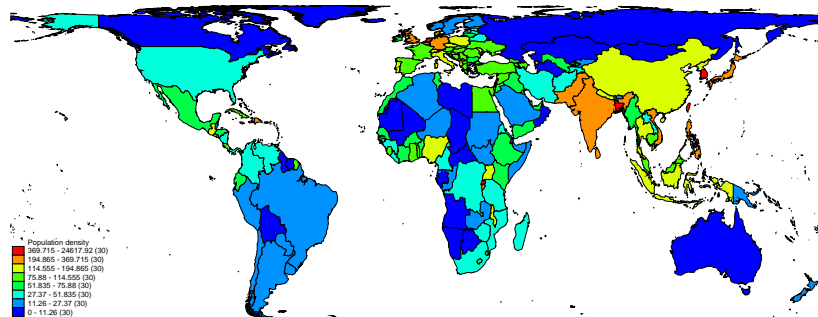 Population density
369.715 - 24617.92 (30)
194.865 - 369.715 (30)
114.555 - 194.865 (30)
75.88 - 114.555 (30)
51.835 - 75.88 (30)
27.37 - 51.835 (30)
11.26 - 27.37 (30)
0 - 11.26 (30)